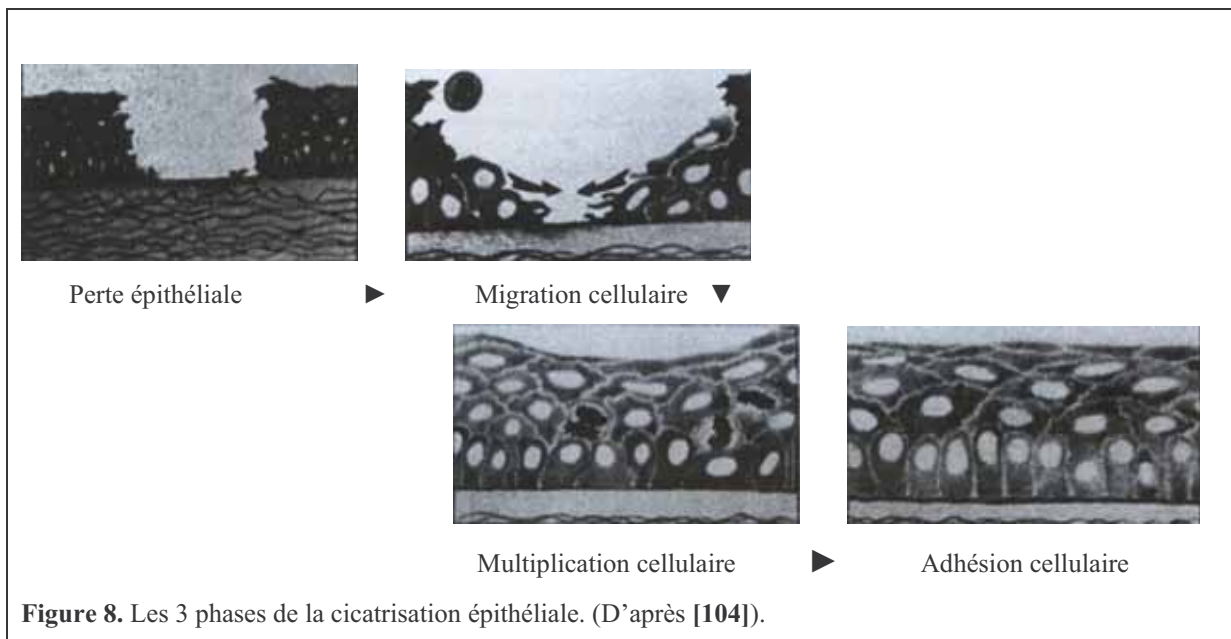 Perte épithéliale ► Migration cellulaire ▼
Multiplication cellulaire ► Adhésion cellulaire
Figure 8. Les 3 phases de la cicatrisation épithéliale. (D’après [104]).